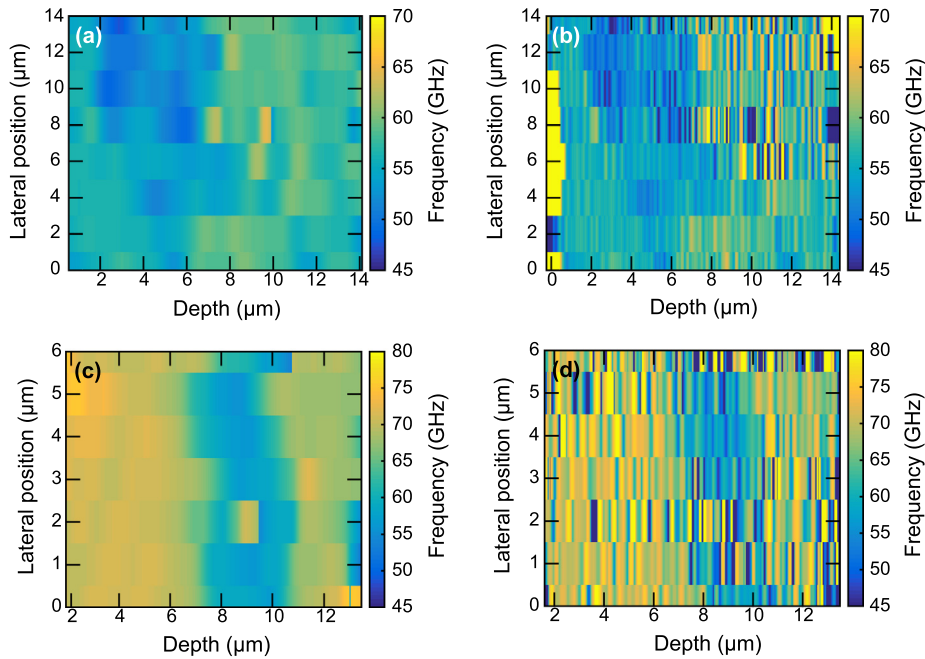 (a)
14
12
10
8
6
4
2
0
Lateral position (µm)
2 4 6 8 10 12 14
Depth (µm)
70
65
60
55
50
45
Frequency (GHz)
(b)
14
12
10
8
6
4
2
0
Lateral position (µm)
0 2 4 6 8 10 12 14
Depth (µm)
70
65
60
55
50
45
Frequency (GHz)
(c)
6
5
4
3
2
1
0
Lateral position (µm)
2 4 6 8 10 12
Depth (µm)
80
75
70
65
60
55
50
45
Frequency (GHz)
(d)
6
5
4
3
2
1
0
Lateral position (µm)
2 4 6 8 10 12
Depth (µm)
80
75
70
65
60
55
50
45
Frequency (GHz)